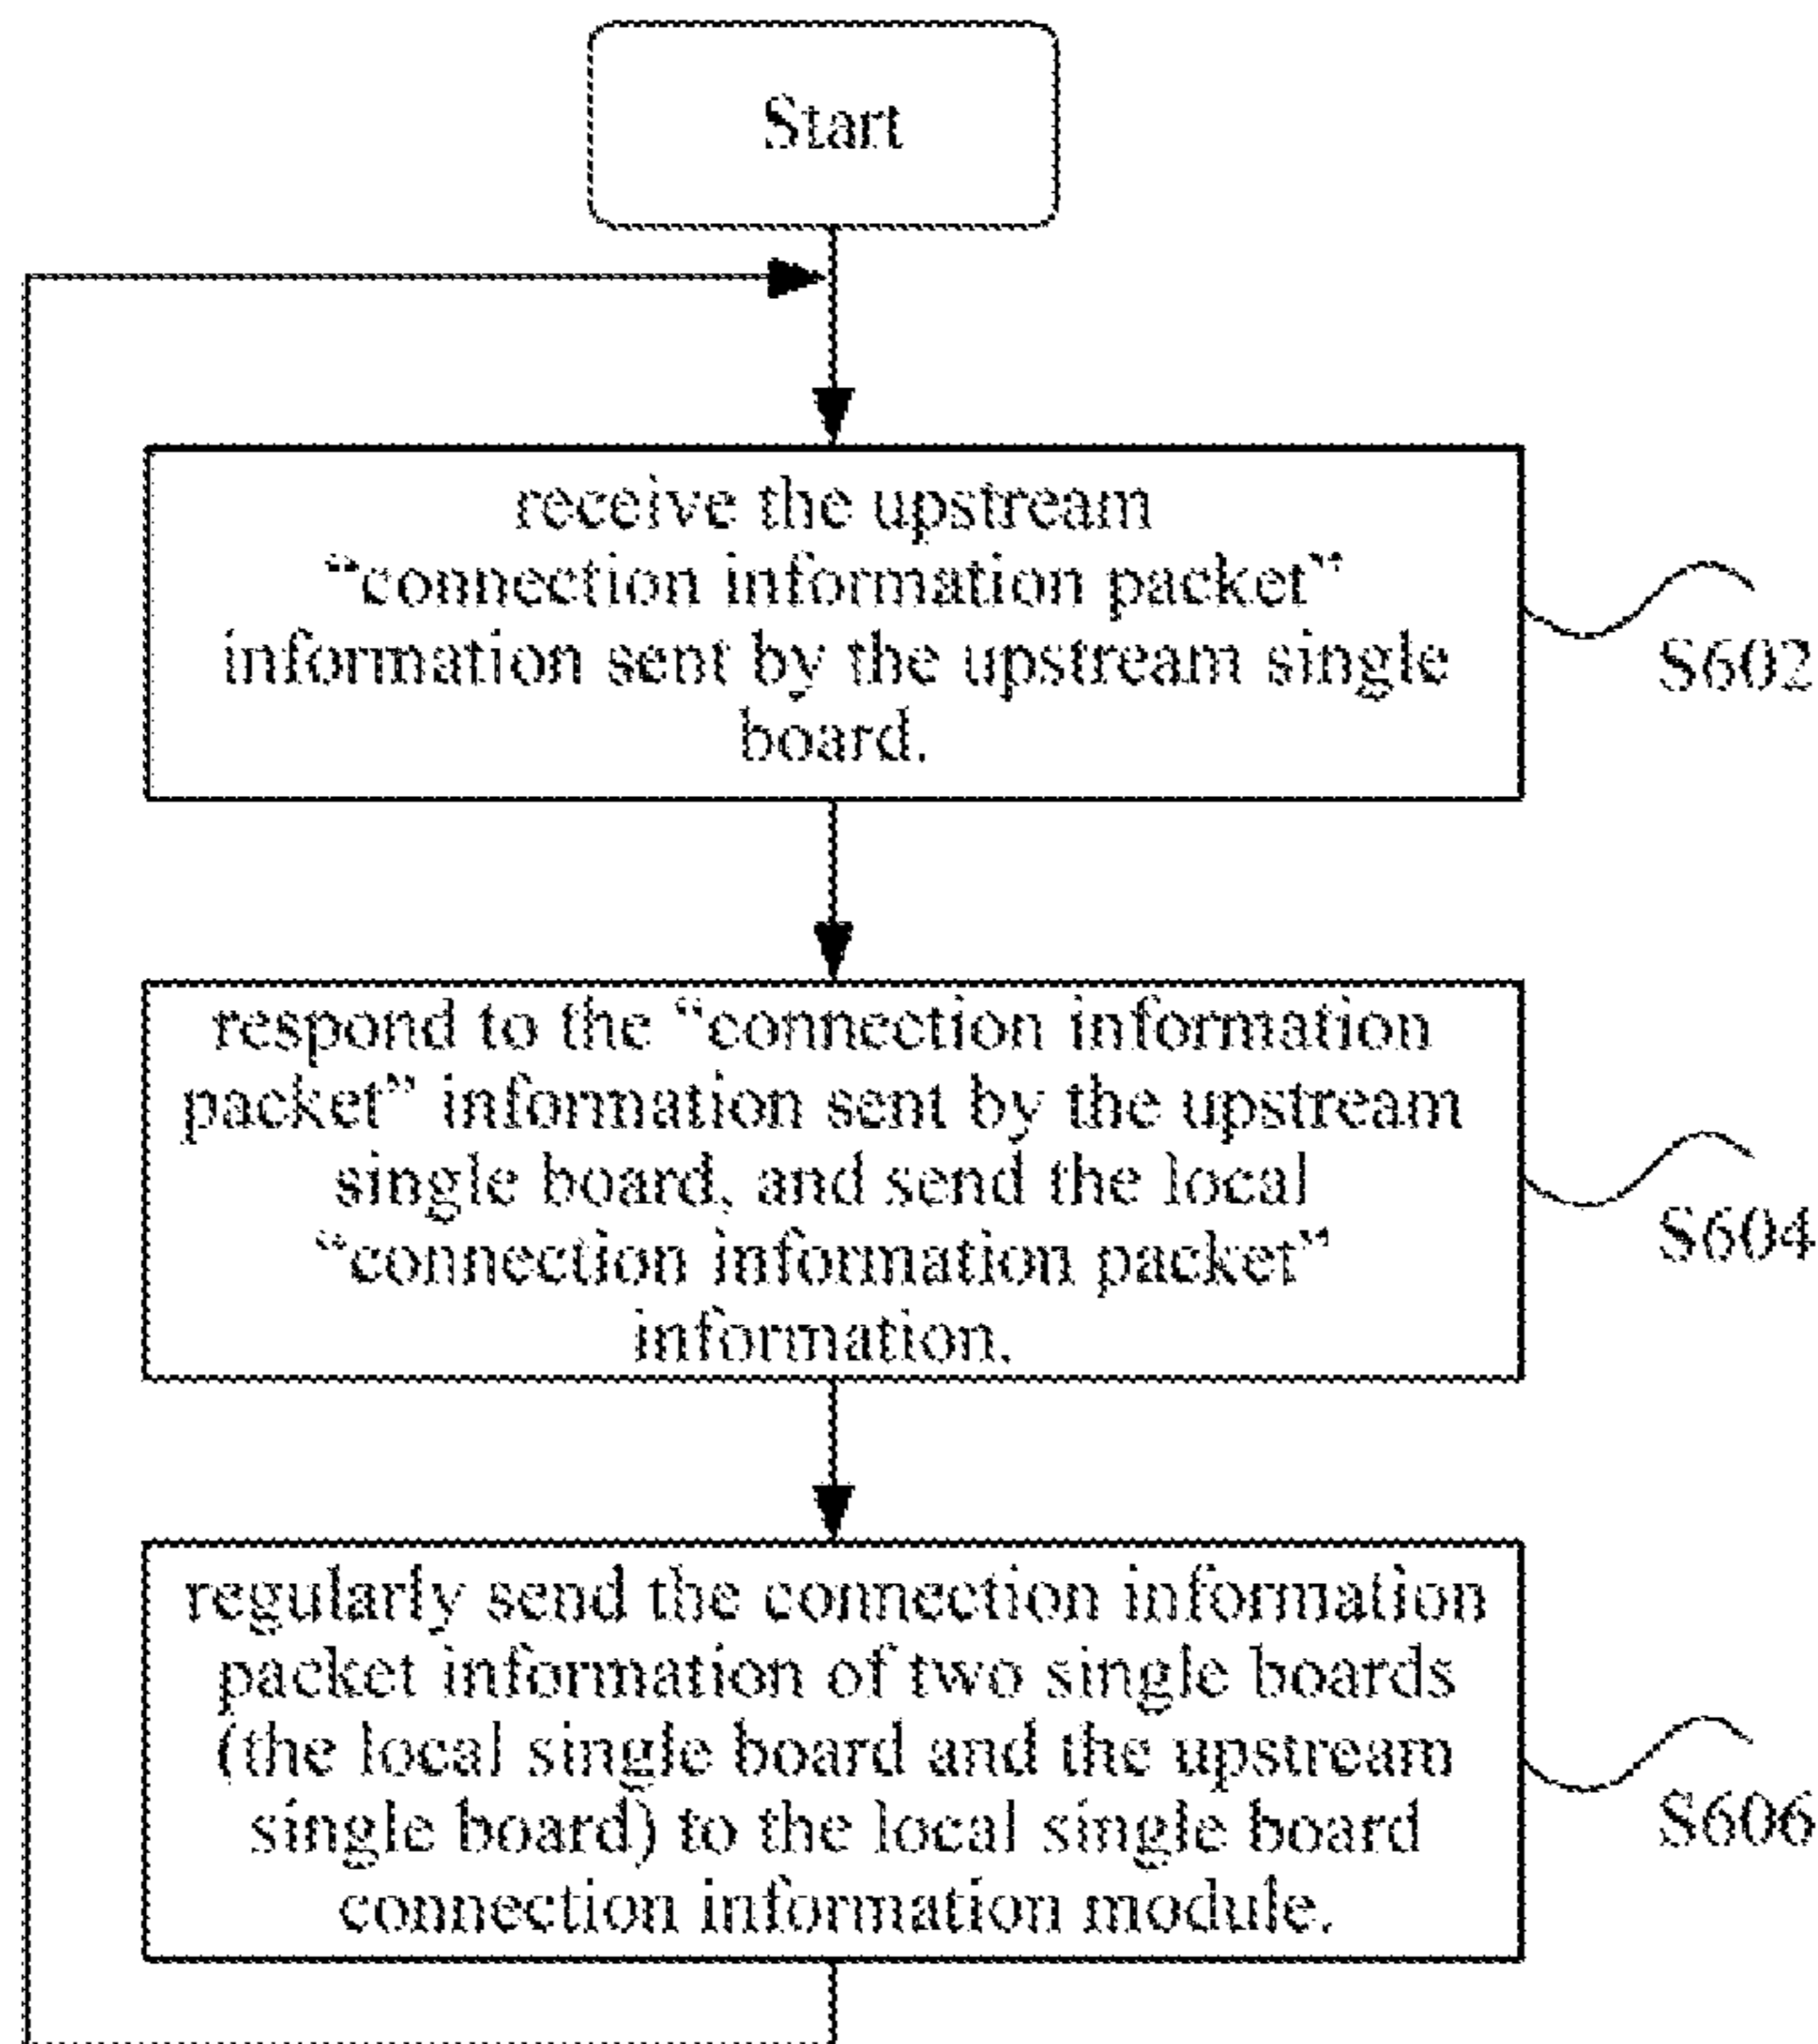 Start
receive the upstream
“connection information packet”
information sent by the upstream single
board.
S602
respond to the “connection information
packet” information sent by the upstream
single board, and send the local
“connection information packet”
information.
S604
regularly send the connection information
packet information of two single boards
(the local single board and the upstream
single board) to the local single board
connection information module.
S606